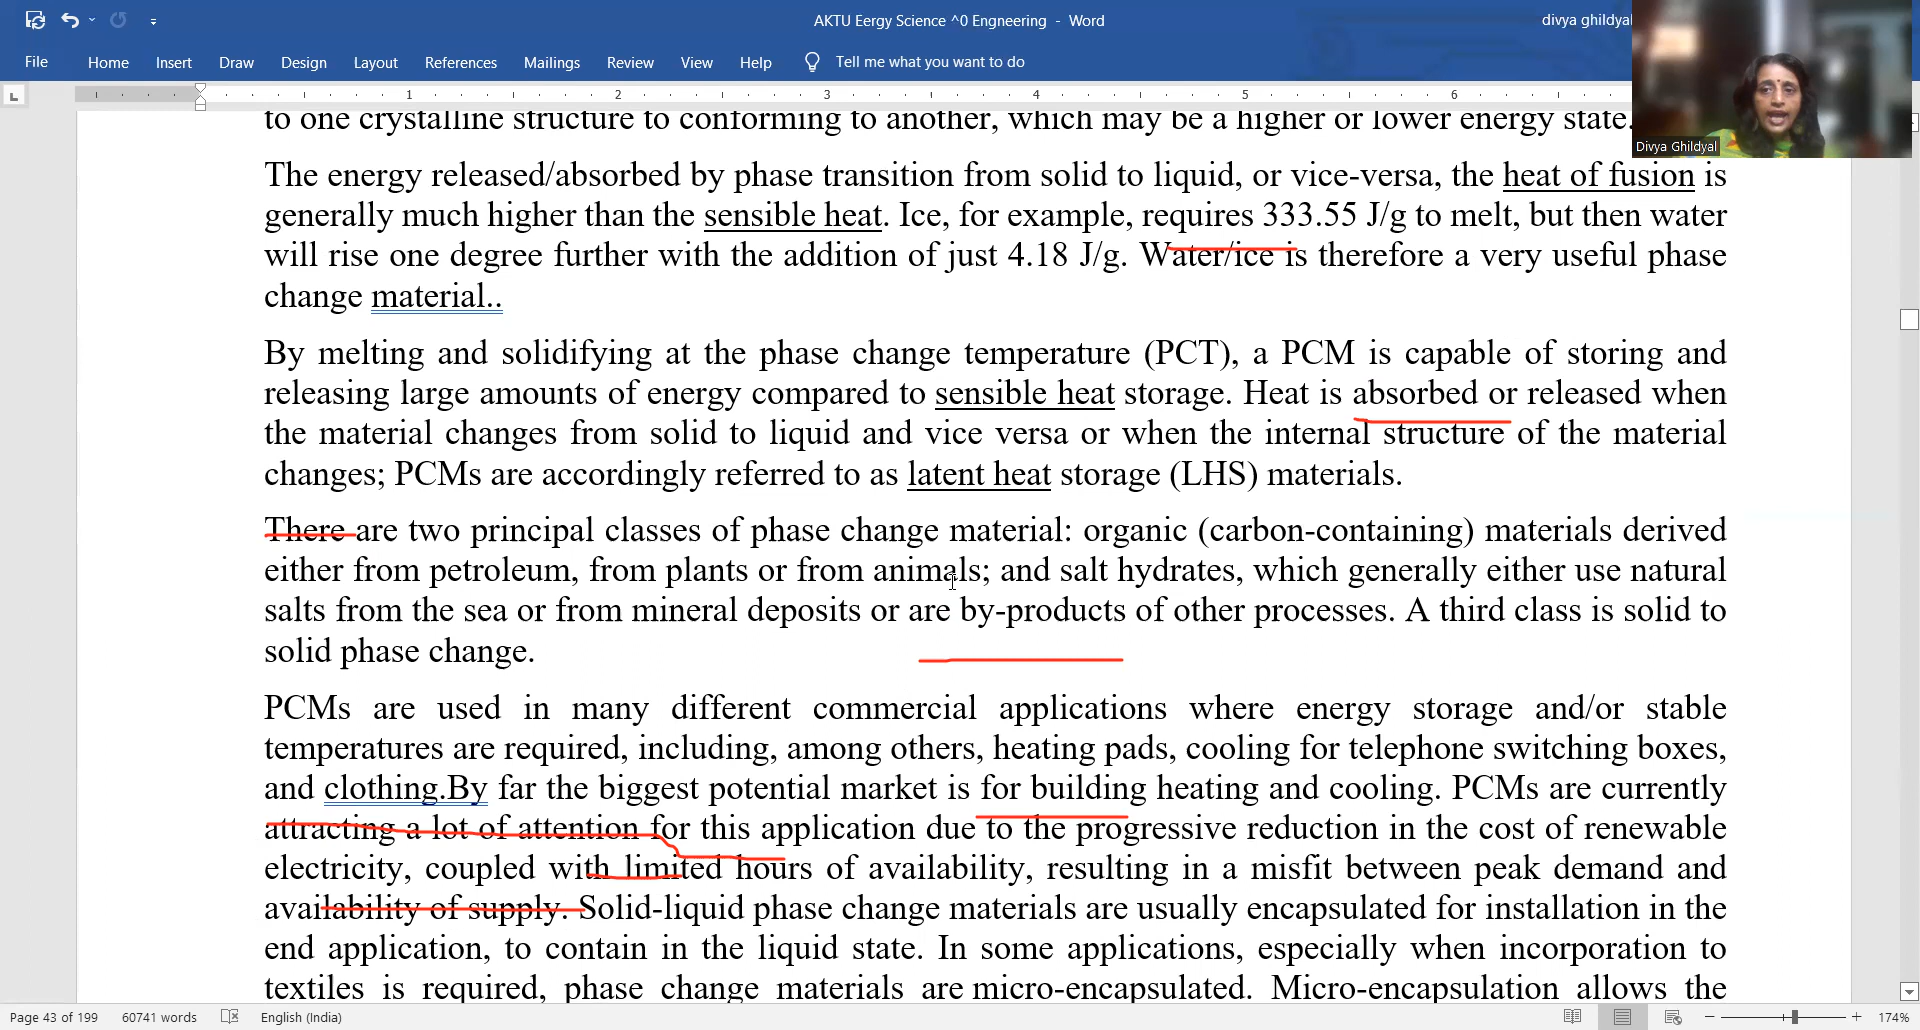 AKTU Eergy Science ^0 Engneering - Word
divya ghildyal
File Home Insert Draw Design Layout References Mailings Review View Help Tell me what you want to do
1 2 3 4 5 6
Divya Ghildyal
to one crystalline structure to conforming to another, which may be a higher or lower energy state.
The energy released/absorbed by phase transition from solid to liquid, or vice-versa, the heat of fusion is
generally much higher than the sensible heat. Ice, for example, requires 333.55 J/g to melt, but then water
will rise one degree further with the addition of just 4.18 J/g. Water/ice is therefore a very useful phase
change material..
By melting and solidifying at the phase change temperature (PCT), a PCM is capable of storing and
releasing large amounts of energy compared to sensible heat storage. Heat is absorbed or released when
the material changes from solid to liquid and vice versa or when the internal structure of the material
changes; PCMs are accordingly referred to as latent heat storage (LHS) materials.
There are two principal classes of phase change material: organic (carbon-containing) materials derived
either from petroleum, from plants or from animals; and salt hydrates, which generally either use natural
salts from the sea or from mineral deposits or are by-products of other processes. A third class is solid to
solid phase change.
PCMs are used in many different commercial applications where energy storage and/or stable
temperatures are required, including, among others, heating pads, cooling for telephone switching boxes,
and clothing.By far the biggest potential market is for building heating and cooling. PCMs are currently
attracting a lot of attention for this application due to the progressive reduction in the cost of renewable
electricity, coupled with limited hours of availability, resulting in a misfit between peak demand and
availability of supply. Solid-liquid phase change materials are usually encapsulated for installation in the
end application, to contain in the liquid state. In some applications, especially when incorporation to
textiles is required, phase change materials are micro-encapsulated. Micro-encapsulation allows the
Page 43 of 199 60741 words English (India) 174%